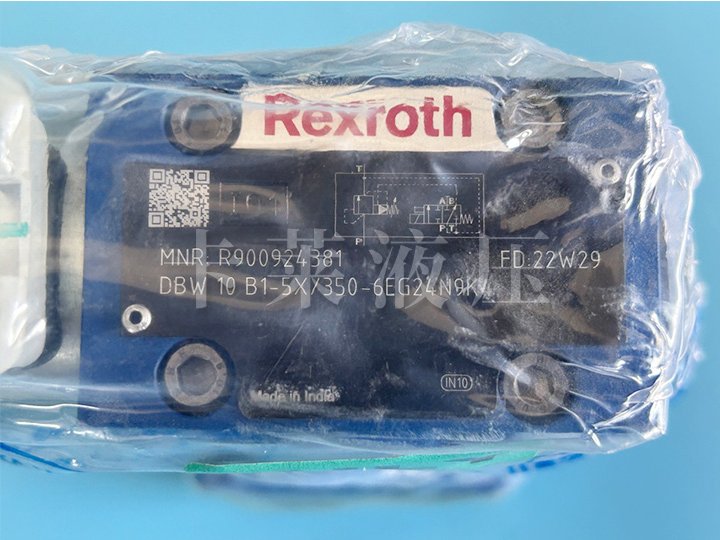 Rexroth
T
A B
P T
P
MNR: R900924381
FD: 22W29
DBW 10 B1-5X/350-6EG24N9K4
卡莱液压
Made in India
IN10